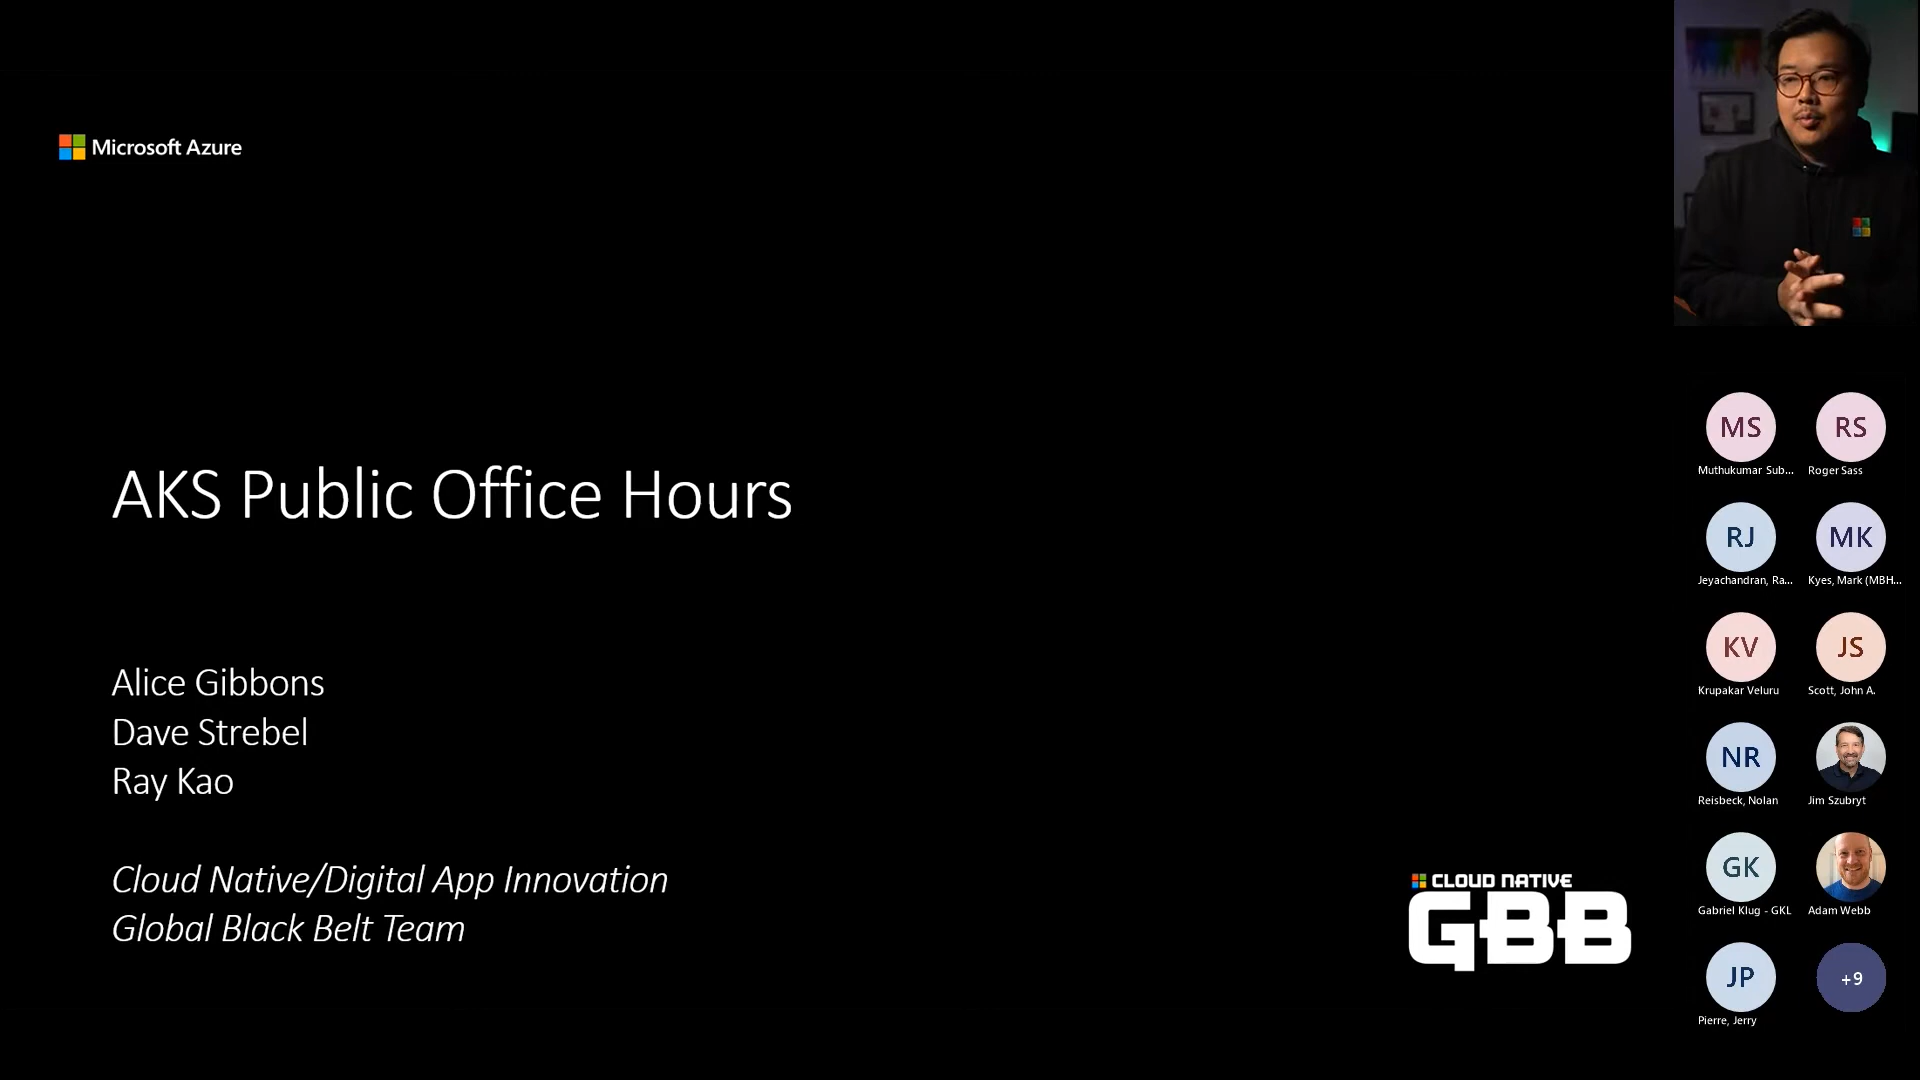 Microsoft Azure
AKS Public Office Hours
Alice Gibbons
Dave Strebel
Ray Kao
Cloud Native/Digital App Innovation
Global Black Belt Team
CLOUD NATIVE
GBB
MS
RS
Muthukumar Sub...
Roger Sass
RJ
MK
Jeyachandran, Ra...
Kyes, Mark (MBH...
KV
JS
Krupakar Veluru
Scott, John A.
NR
Reisbeck, Nolan
Jim Szubryt
GK
Gabriel Klug - GKL
Adam Webb
JP
+9
Pierre, Jerry